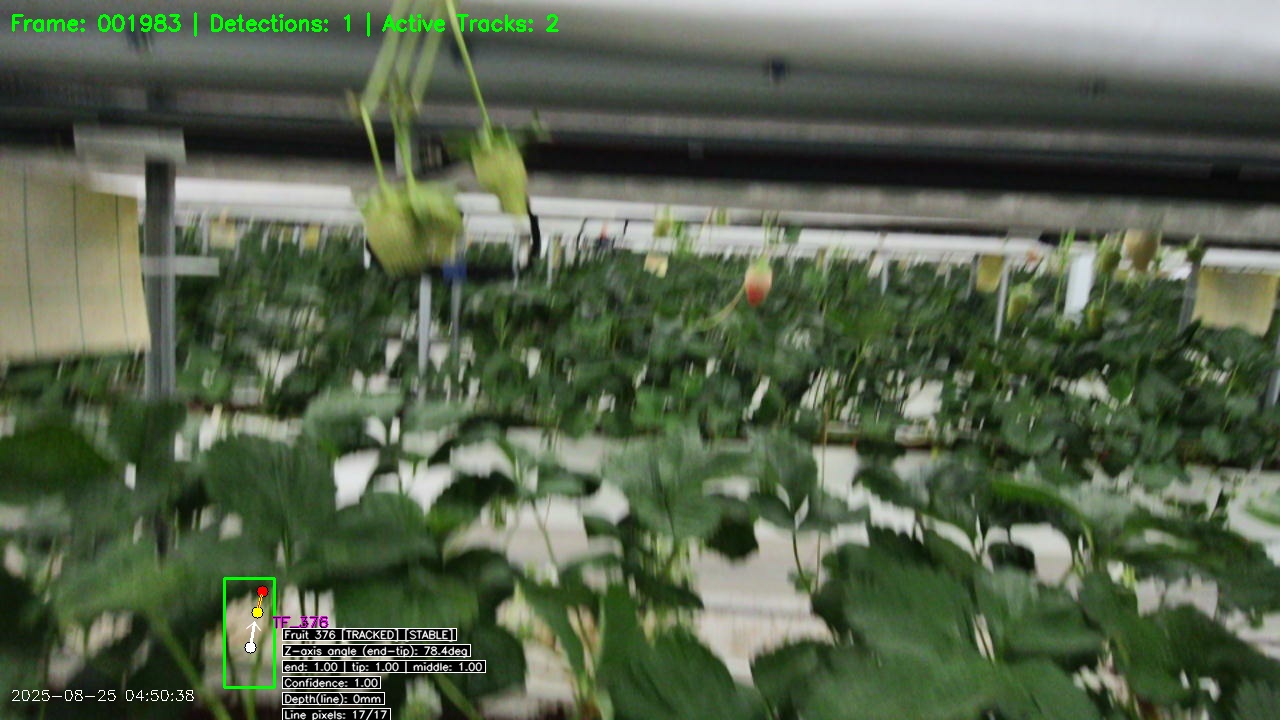 Frame: 001983 | Detections: 1 | Active Tracks: 2
TF_376
Fruit 376 [TRACKED] [STABLE]
Z-axis angle (end-tip): 78.4deg
end: 1.00 | tip: 1.00 | middle: 1.00
Confidence: 1.00
Depth(line): 0mm
Line pixels: 17/17
2025-08-25 04:50:38